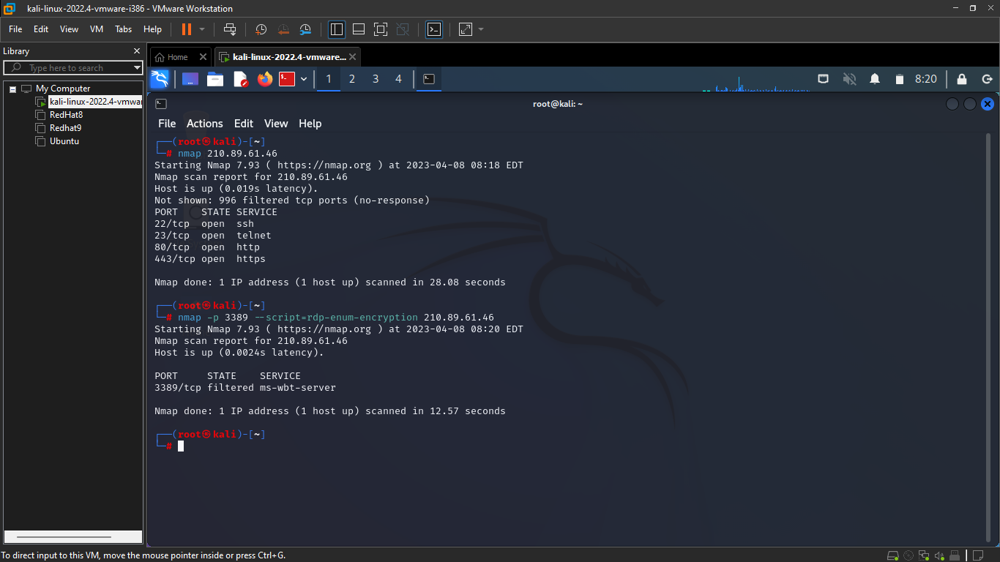 kali-linux-2022.4-vmware-i386 - VMware Workstation
File Edit View VM Tabs Help
Library
Type here to search
My Computer
kali-linux-2022.4-vmwar
RedHat8
Redhat9
Ubuntu
Home
kali-linux-2022.4-vmware...
1 2 3 4
8:20
root@kali: ~
File Actions Edit View Help
┌──(root㉿kali)-[~]
└─# nmap 210.89.61.46
Starting Nmap 7.93 ( https://nmap.org ) at 2023-04-08 08:18 EDT
Nmap scan report for 210.89.61.46
Host is up (0.019s latency).
Not shown: 996 filtered tcp ports (no-response)
PORT    STATE SERVICE
22/tcp  open  ssh
23/tcp  open  telnet
80/tcp  open  http
443/tcp open  https
Nmap done: 1 IP address (1 host up) scanned in 28.08 seconds
┌──(root㉿kali)-[~]
└─# nmap -p 3389 --script=rdp-enum-encryption 210.89.61.46
Starting Nmap 7.93 ( https://nmap.org ) at 2023-04-08 08:20 EDT
Nmap scan report for 210.89.61.46
Host is up (0.0024s latency).
PORT     STATE    SERVICE
3389/tcp filtered ms-wbt-server
Nmap done: 1 IP address (1 host up) scanned in 12.57 seconds
┌──(root㉿kali)-[~]
└─#
To direct input to this VM, move the mouse pointer inside or press Ctrl+G.